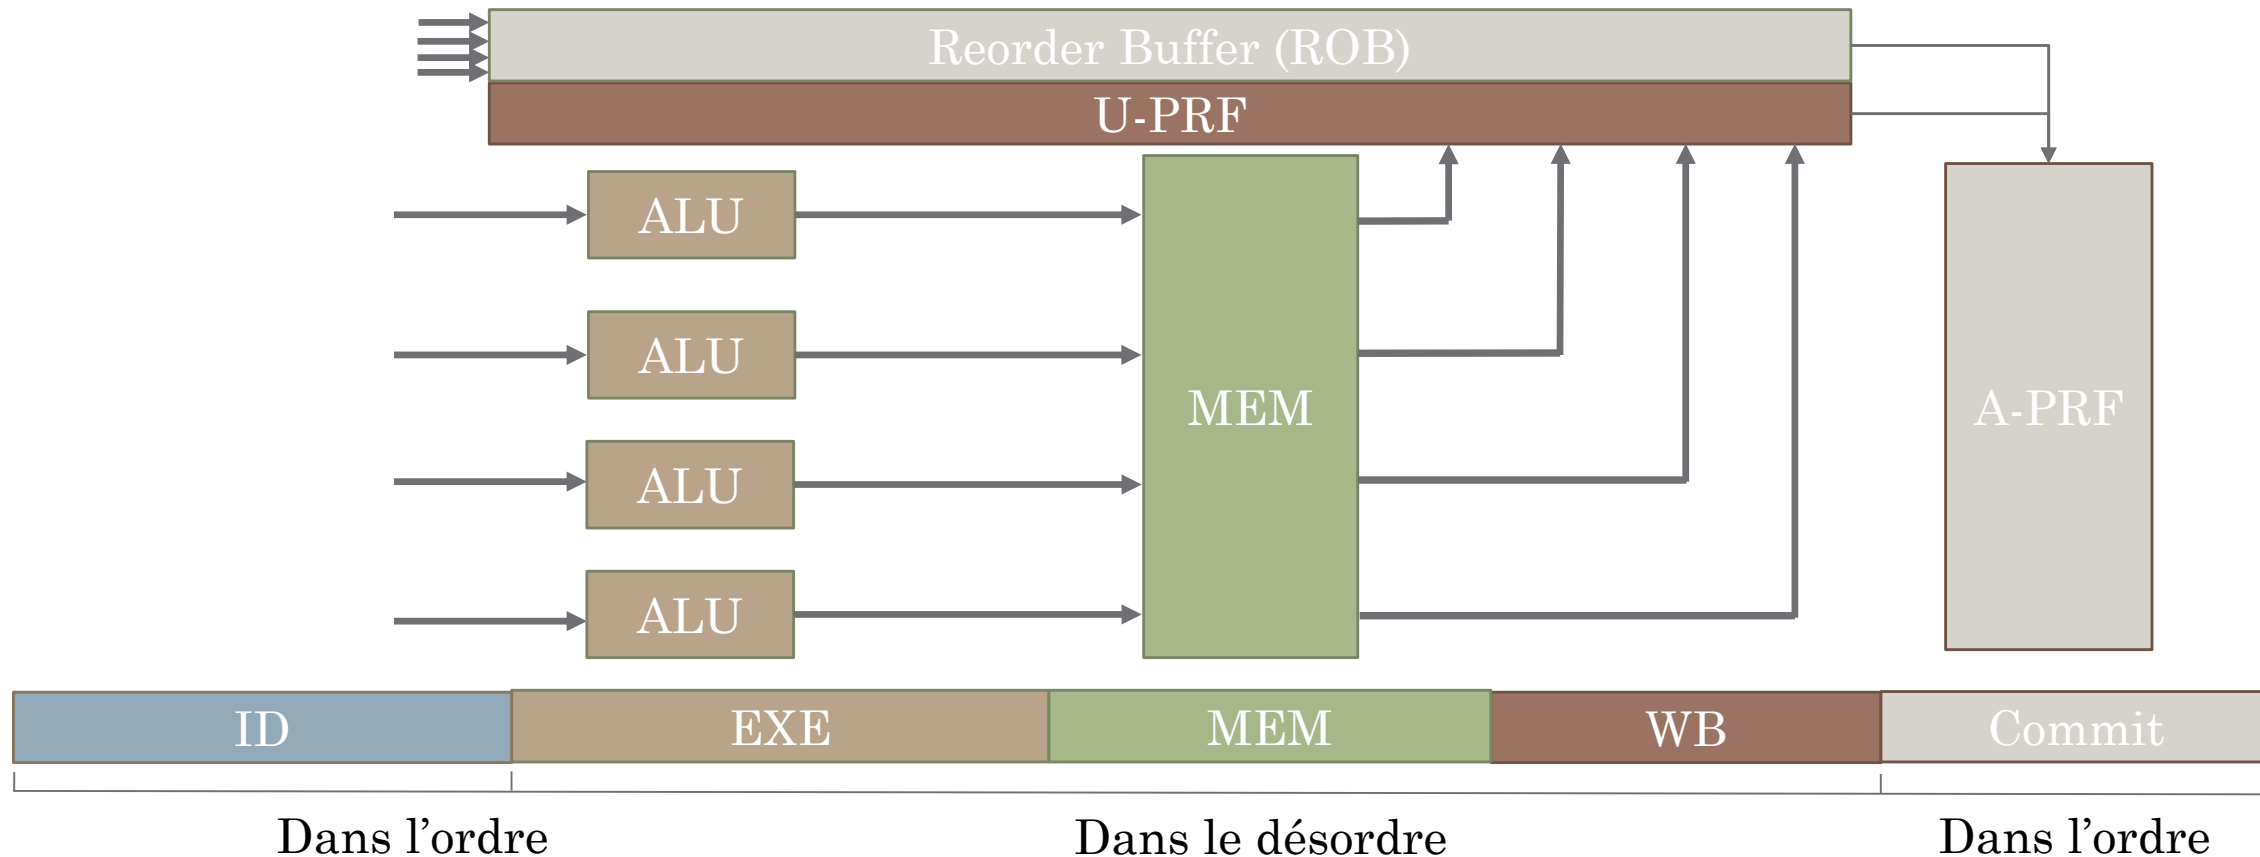 Reorder Buffer (ROB)
U-PRF
ALU
ALU
ALU
ALU
MEM
A-PRF
ID
EXE
MEM
WB
Commit
Dans l’ordre
Dans le désordre
Dans l’ordre